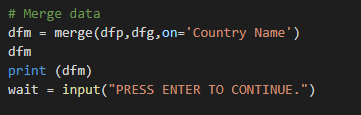 # Merge data
dfm = merge(dfp,dfg,on='Country Name')
dfm
print (dfm)
wait = input("PRESS ENTER TO CONTINUE.")